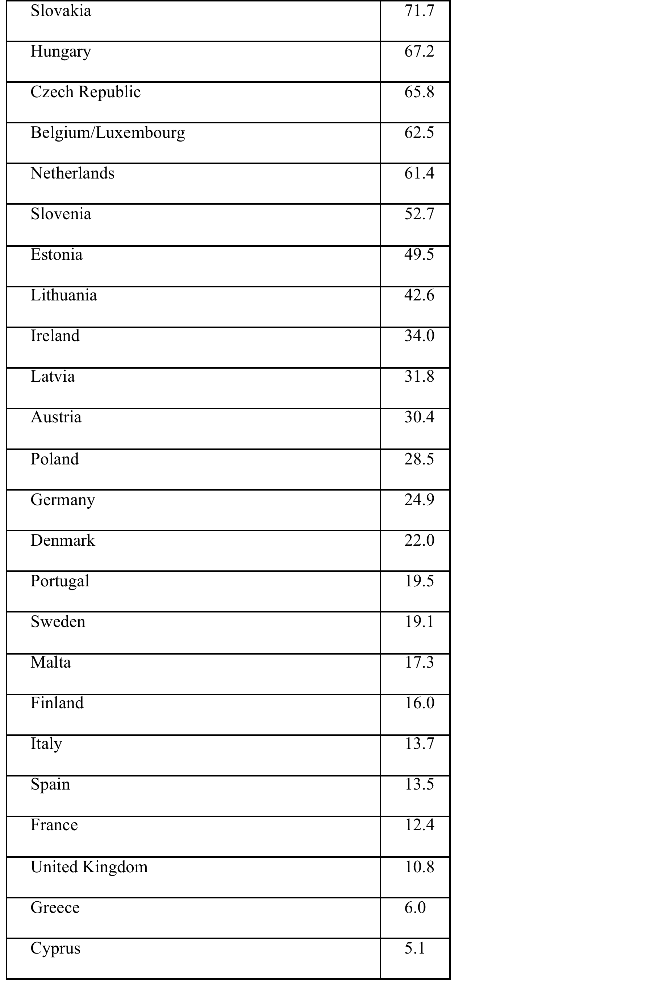 Slovakia 71.7
Hungary 67.2
Czech Republic 65.8
Belgium/Luxembourg 62.5
Netherlands 61.4
Slovenia 52.7
Estonia 49.5
Lithuania 42.6
Ireland 34.0
Latvia 31.8
Austria 30.4
Poland 28.5
Germany 24.9
Denmark 22.0
Portugal 19.5
Sweden 19.1
Malta 17.3
Finland 16.0
Italy 13.7
Spain 13.5
France 12.4
United Kingdom 10.8
Greece 6.0
Cyprus 5.1